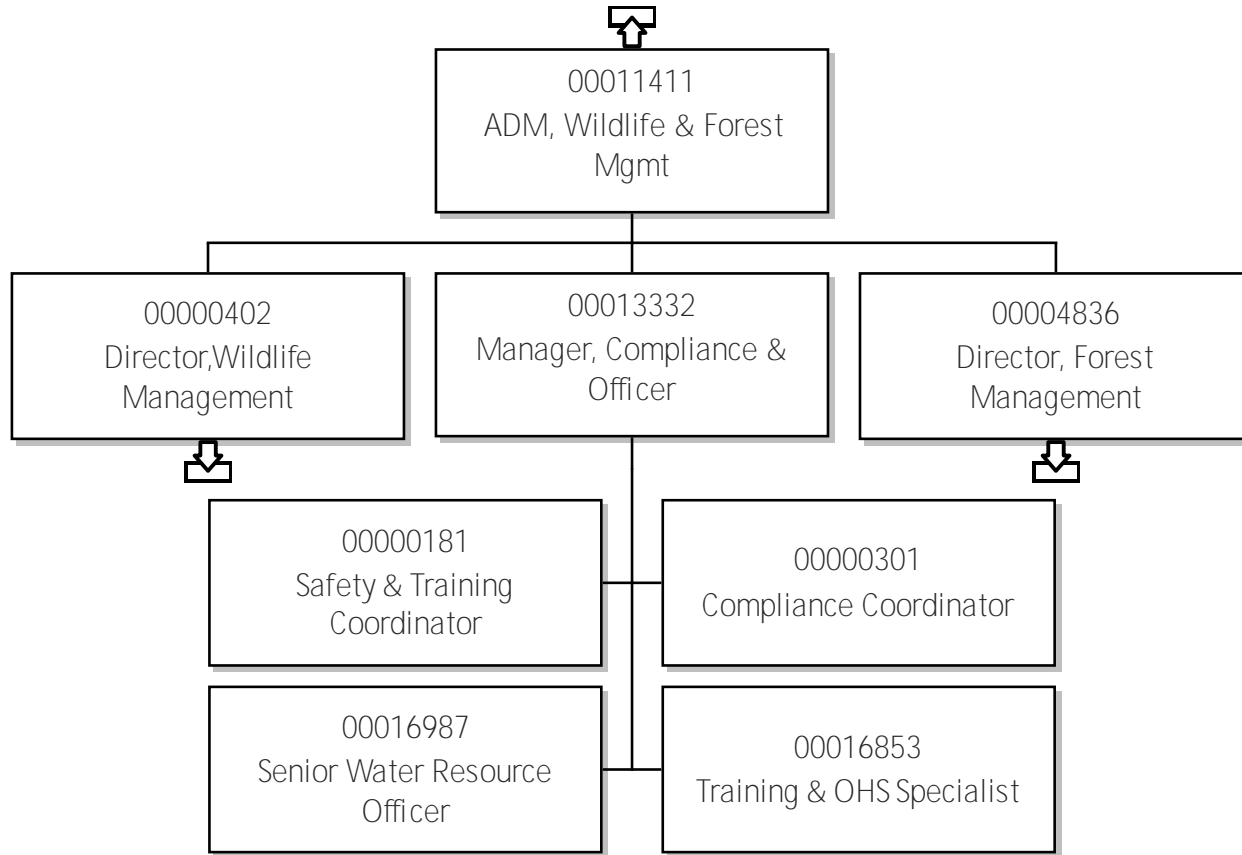 00011411
ADM, Wildlife & Forest
Mgmt
00000402
Director,Wildlife
Management
00013332
Manager, Compliance &
Officer
00004836
Director, Forest
Management
00000181
Safety & Training
Coordinator
00000301
Compliance Coordinator
00016987
Senior Water Resource
Officer
00016853
Training & OHS Specialist